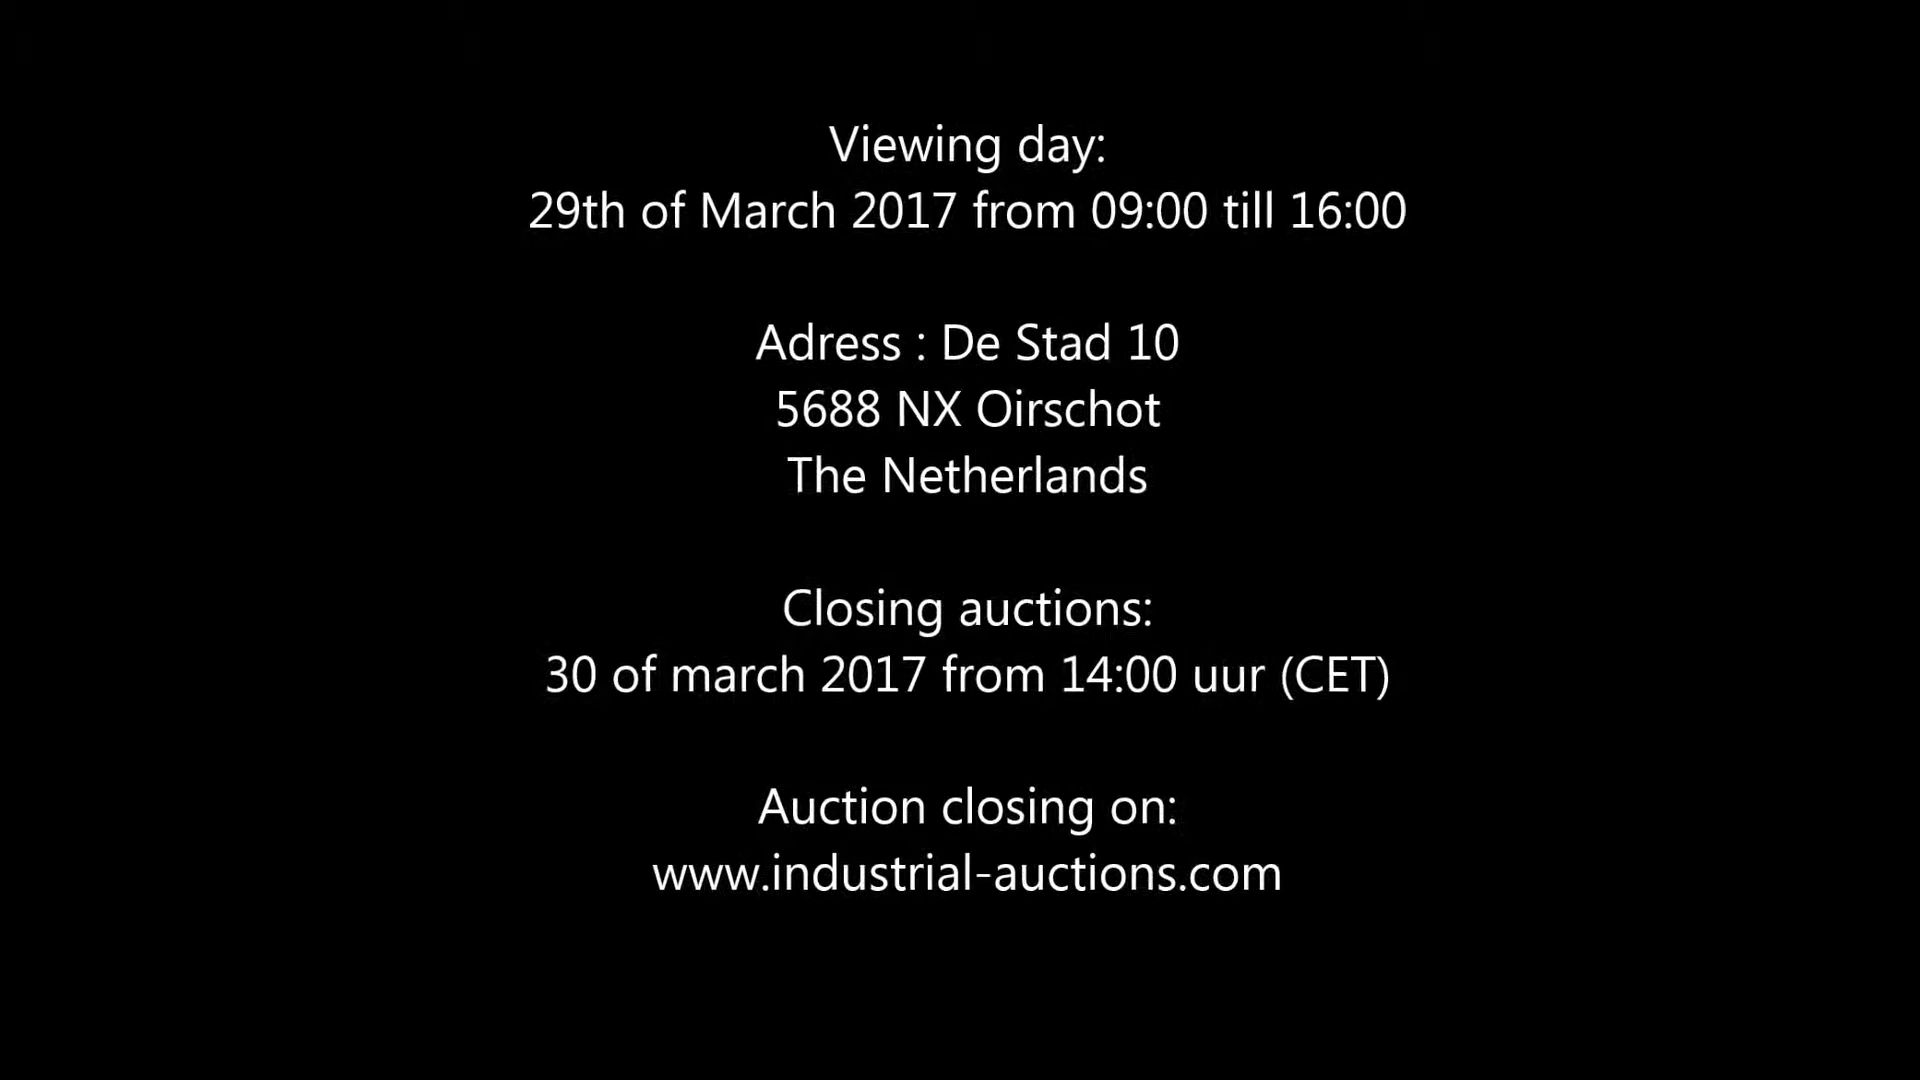 Viewing day:
29th of March 2017 from 09:00 till 16:00
Adress : De Stad 10
5688 NX Oirschot
The Netherlands
Closing auctions:
30 of march 2017 from 14:00 uur (CET)
Auction closing on:
www.industrial-auctions.com